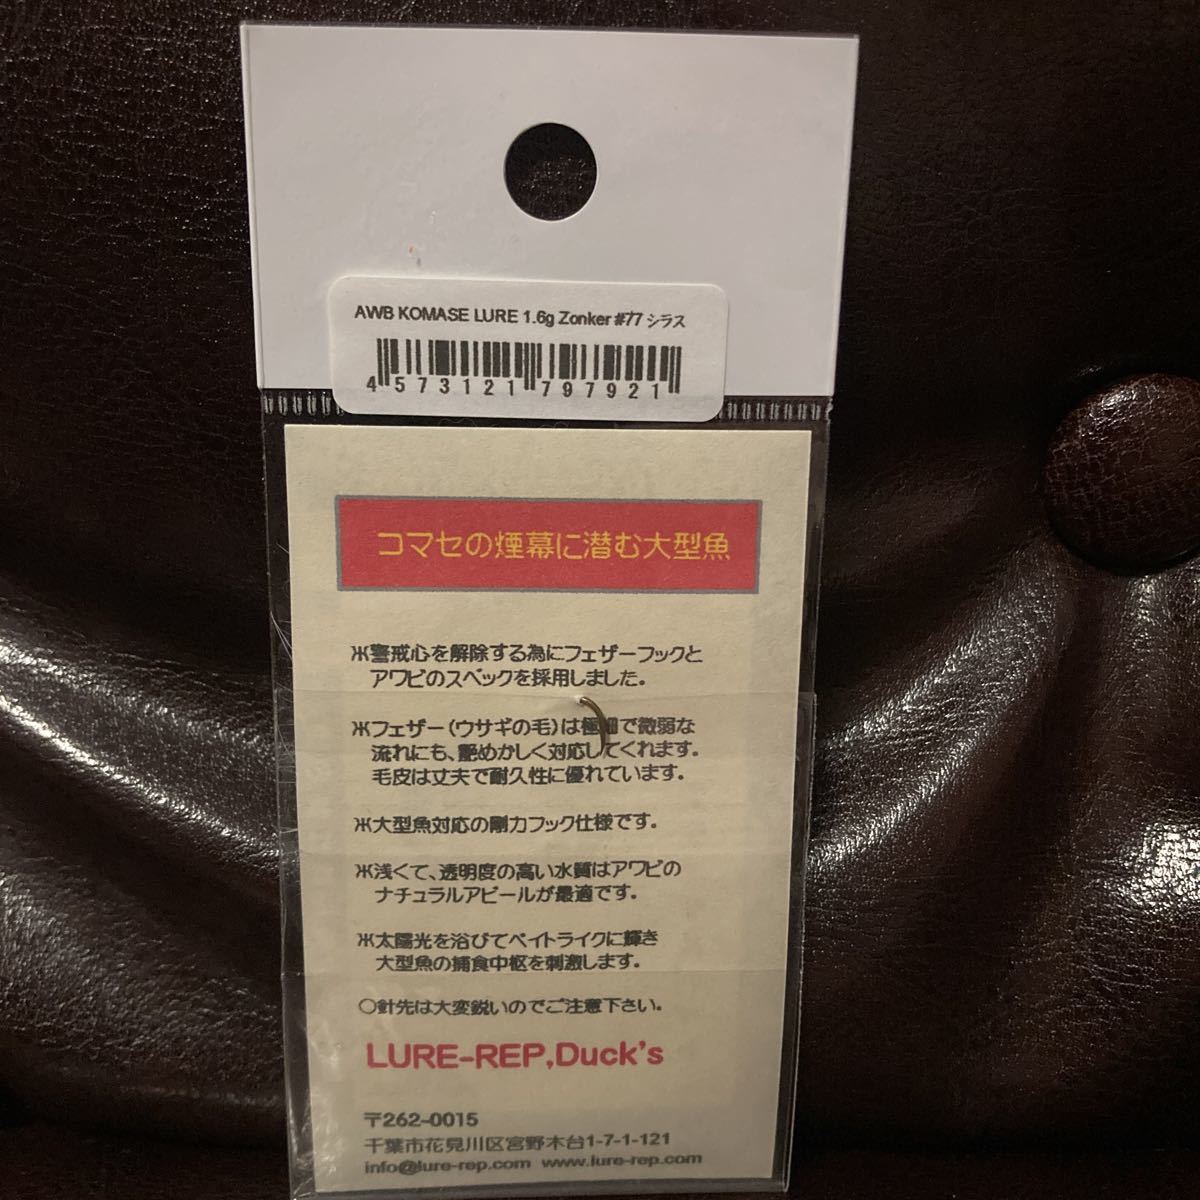 AWB KOMASE LURE 1.6g Zonker #77 シラス
4 573121 797921
コマセの煙幕に潜む大型魚
※警戒心を解除する為にフェザーフックと
アワビのスペックを採用しました。
※フェザー(ウサギの毛)は極細で微弱な
流れにも、艶めかしく対応してくれます。
毛皮は丈夫で耐久性に優れています。
※大型魚対応の剛力フック仕様です。
※浅くて、透明度の高い水質はアワビの
ナチュラルアピールが最適です。
※太陽光を浴びてベイトライクに輝き
大型魚の捕食中枢を刺激します。
○針先は大変鋭いのでご注意下さい。
LURE-REP,Duck's
〒262-0015
千葉市花見川区宮野木台1-7-1-121
info@lure-rep.com www.lure-rep.com